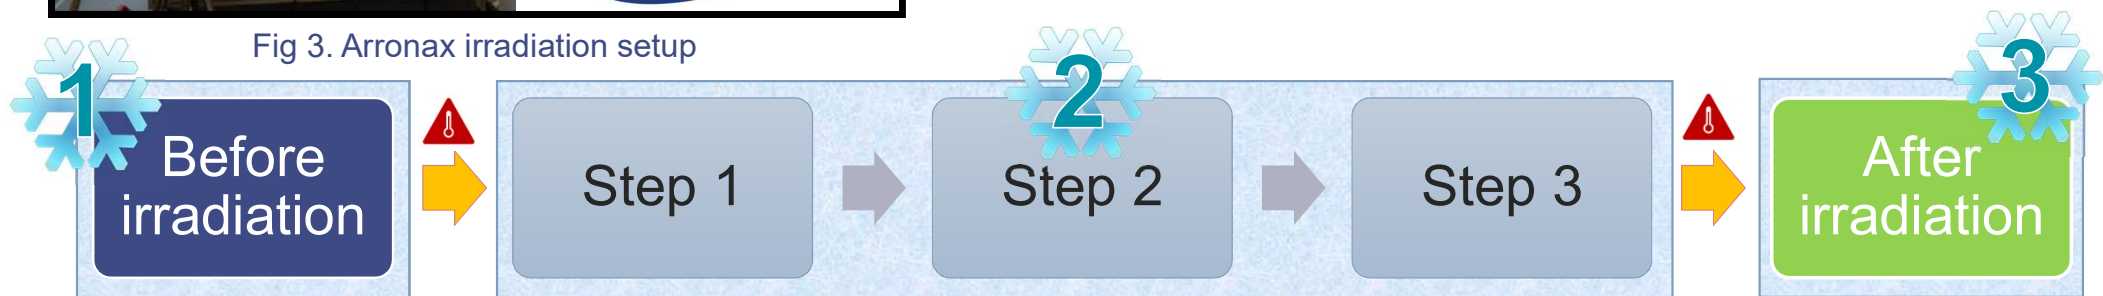 Fig 3. Arronax irradiation setup
1
Before
irradiation
Step 1
2
Step 2
Step 3
3
After
irradiation